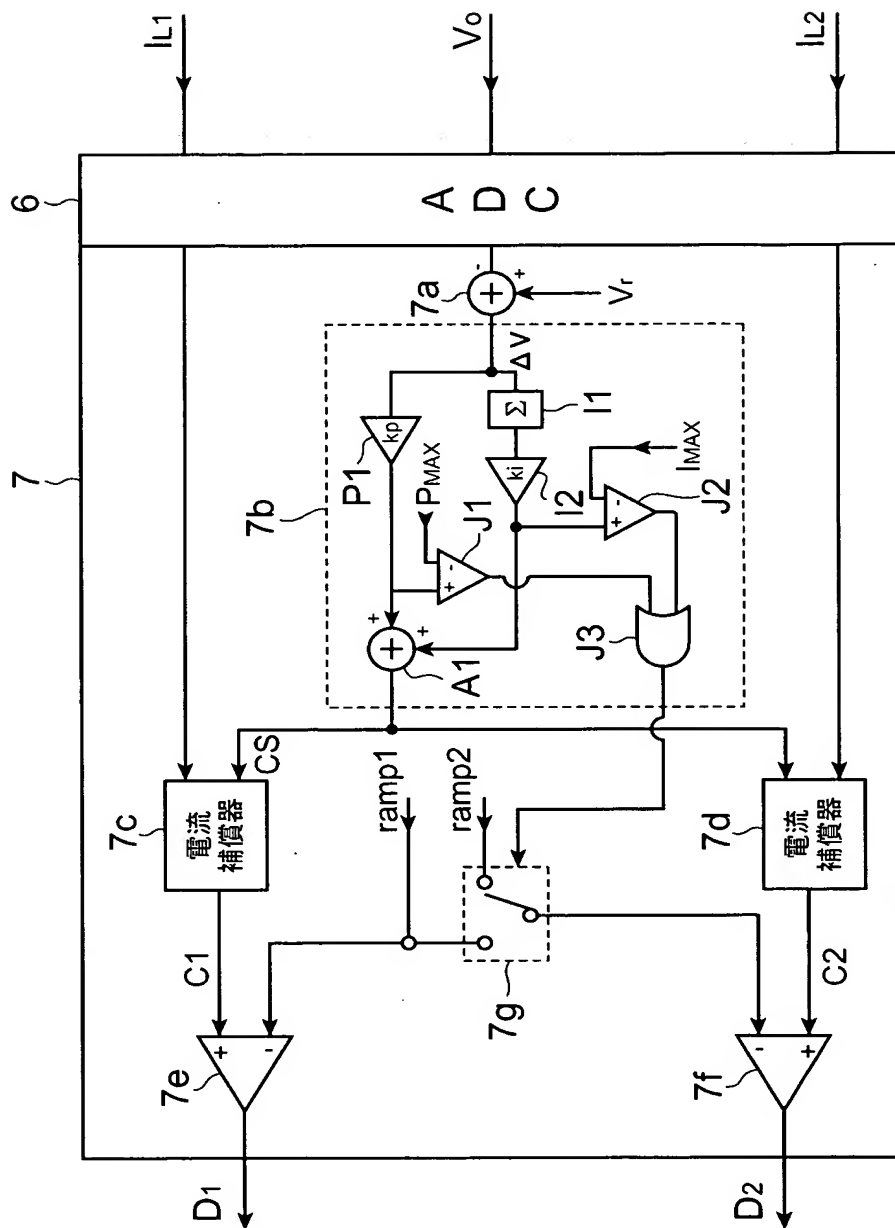 7
6
IL1
Vo
IL2
A D C
7a
-
+
Vr
ΔV
7b
kp
P1
PMAX
Σ
I1
ki
I2
IMAX
+
-
J1
+
-
J2
J3
+
+
A1
CS
7c
電流
補償器
7d
電流
補償器
ramp1
ramp2
7g
C1
C2
+
-
7e
-
+
7f
D1
D2